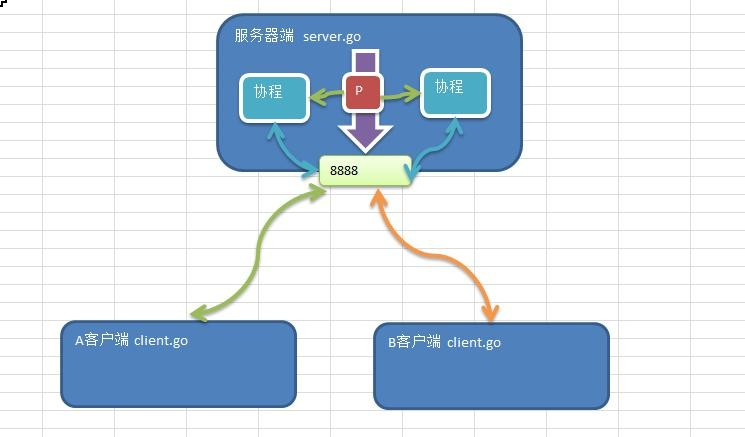 服务器端 server.go
协程
P
协程
8888
A客户端 client.go
B客户端 client.go